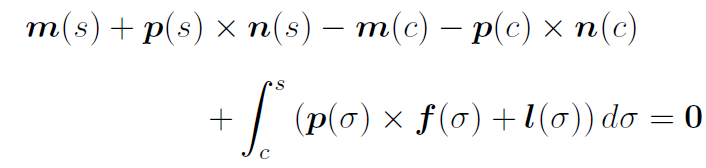 m(s) + p(s) × n(s) − m(c) − p(c) × n(c)
+ ∫_c^s (p(σ) × f(σ) + l(σ)) dσ = 0